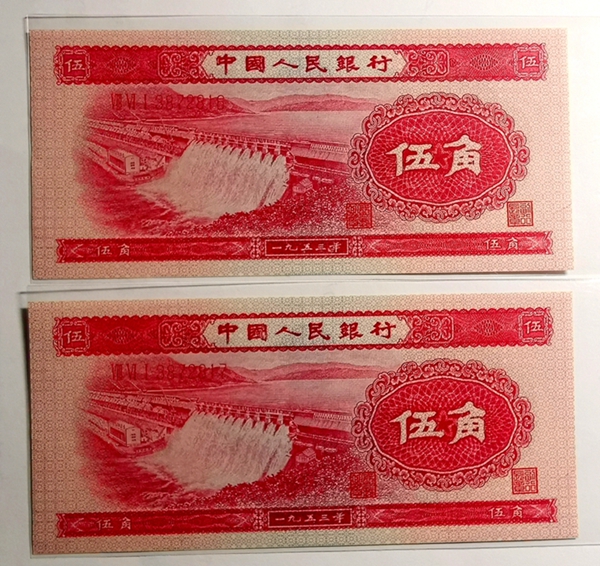 伍 中國人民銀行 伍
伍角
伍角 一九五三年 伍角
伍 中國人民銀行 伍
伍角
伍角 一九五三年 伍角